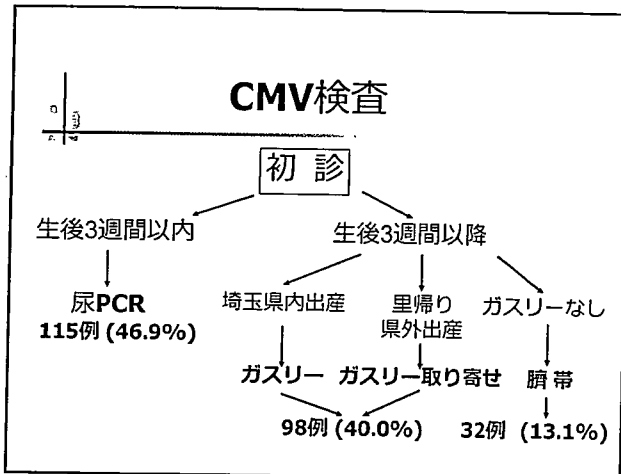 CMV検査
初 診
生後3週間以内
生後3週間以降
尿PCR
115例 (46.9%)
埼玉県内出産
里帰り
県外出産
ガスリーなし
ガスリー
ガスリー取り寄せ
臍 帯
98例 (40.0%)
32例 (13.1%)